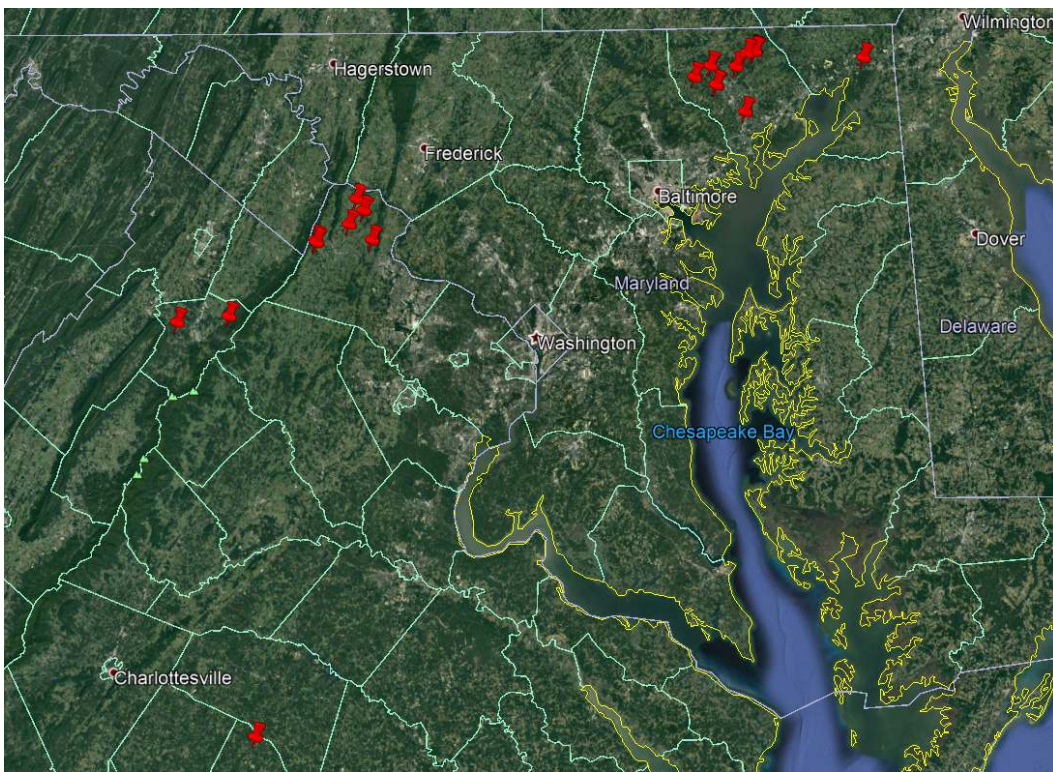 Wilmington
Hagerstown
Frederick
Baltimore
Dover
Maryland
Delaware
Washington
Chesapeake Bay
Charlottesville